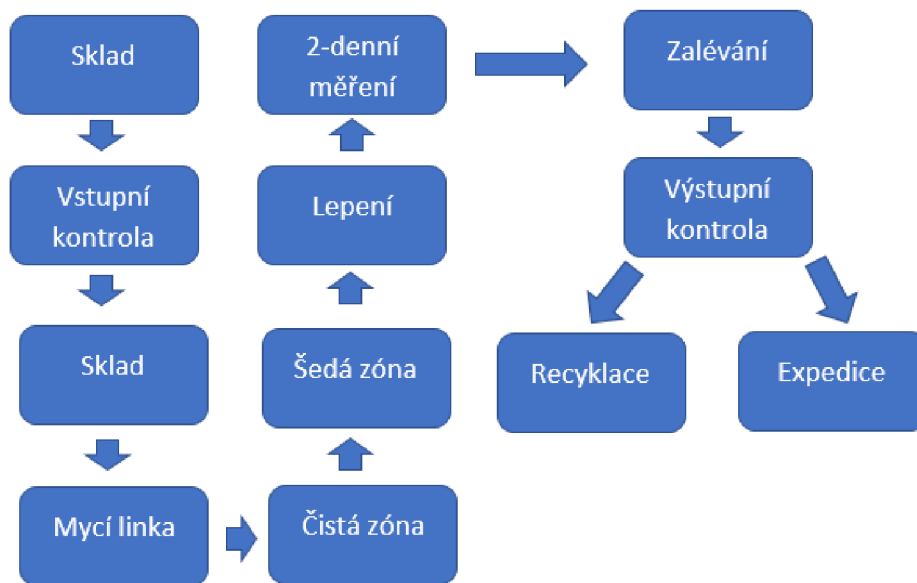 Sklad
Vstupní
kontrola
Sklad
Mycí linka
Čistá zóna
Šedá zóna
Lepení
2-denní
měření
Zalévání
Výstupní
kontrola
Recyklace
Expedice